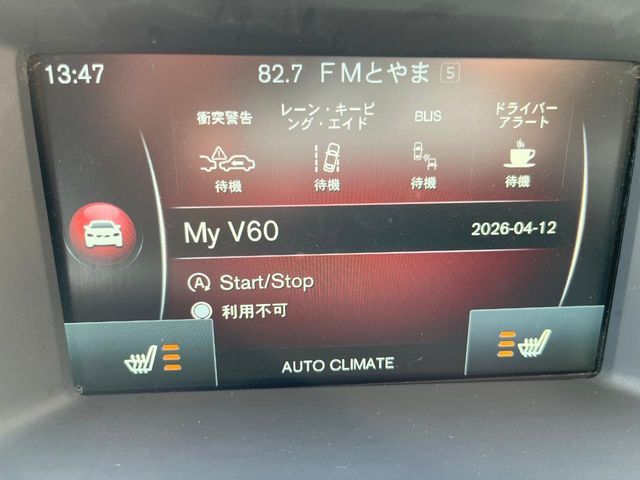 13:47 82.7 FMとやま 5
衝突警告 レーン・キーピング・エイド BLIS ドライバーアラート
待機 待機 待機 待機
My V60 2026-04-12
A Start/Stop
利用不可
AUTO CLIMATE